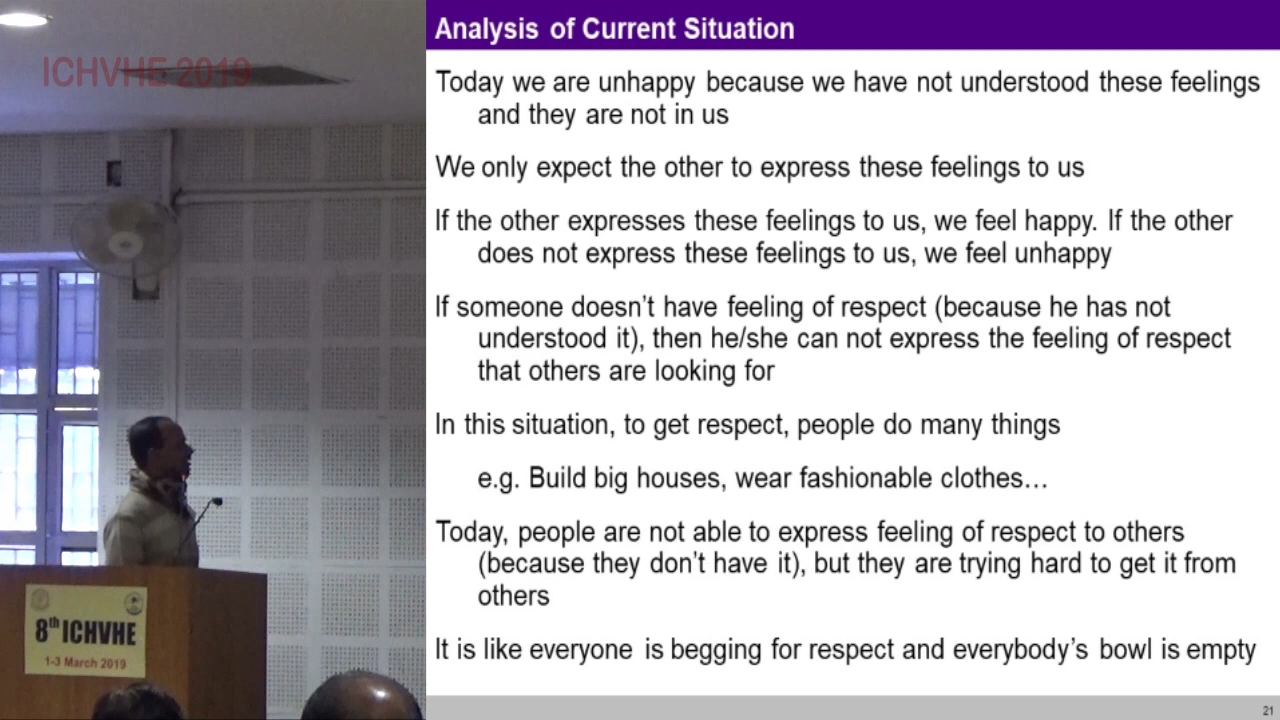 ICHVHE 2019
Analysis of Current Situation
Today we are unhappy because we have not understood these feelings
and they are not in us
We only expect the other to express these feelings to us
If the other expresses these feelings to us, we feel happy. If the other
does not express these feelings to us, we feel unhappy
If someone doesn't have feeling of respect (because he has not
understood it), then he/she can not express the feeling of respect
that others are looking for
In this situation, to get respect, people do many things
e.g. Build big houses, wear fashionable clothes…
Today, people are not able to express feeling of respect to others
(because they don't have it), but they are trying hard to get it from
others
It is like everyone is begging for respect and everybody's bowl is empty
21
8th ICHVHE
1-3 March 2019